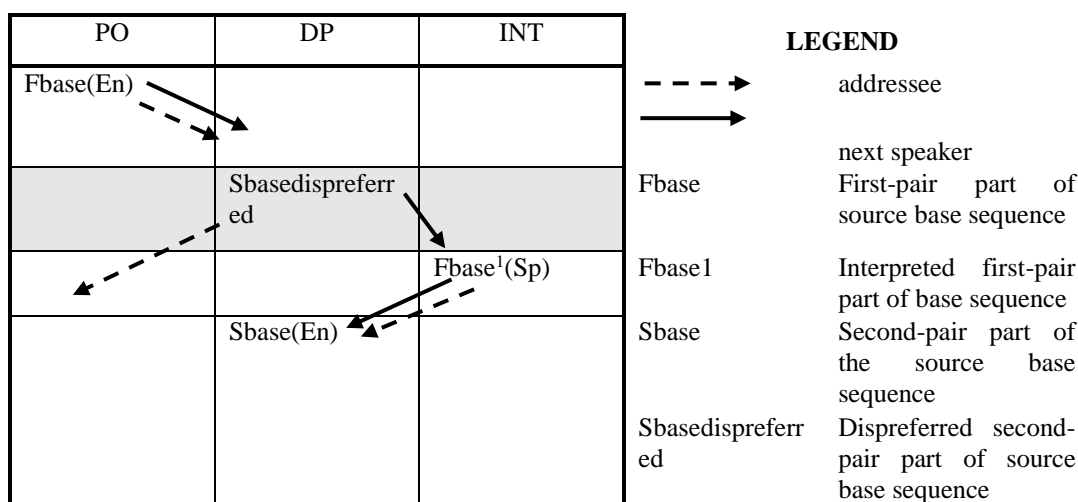 PO DP INT
Fbase(En)
Sbasedispreferr
ed
Fbase¹(Sp)
Sbase(En)
LEGEND
addressee
next speaker
Fbase First-pair part of
source base sequence
Fbase1 Interpreted first-pair
part of base sequence
Sbase Second-pair part of
the source base
sequence
Sbasedispreferr Dispreferred second-
ed pair part of source
base sequence